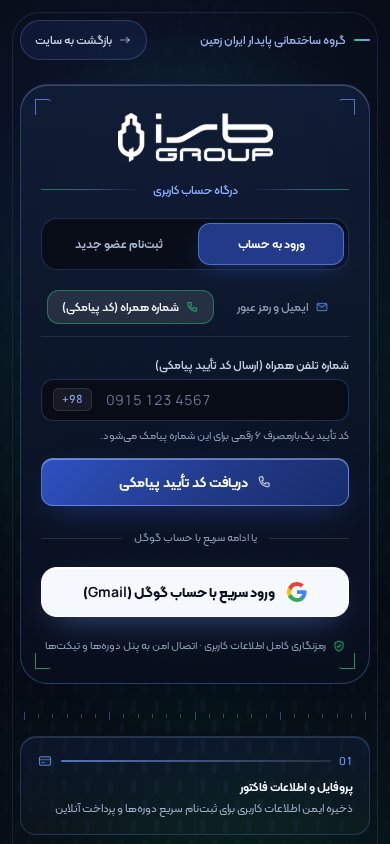 گروه ساختمانی پایدار ایران زمین
بازگشت به سایت
isb
GROUP
درگاه حساب کاربری
ورود به حساب
ثبت‌نام عضو جدید
ایمیل و رمز عبور
شماره همراه (کد پیامکی)
شماره تلفن همراه (ارسال کد تأیید پیامکی)
+98 0915 123 4567
کد تأیید یک‌بارمصرف ۶ رقمی برای این شماره پیامک می‌شود.
دریافت کد تأیید پیامکی
یا ادامه سریع با حساب گوگل
ورود سریع با حساب گوگل (Gmail)
رمزنگاری کامل اطلاعات کاربری · اتصال امن به پنل دوره‌ها و تیکت‌ها
01
پروفایل و اطلاعات فاکتور
ذخیره ایمن اطلاعات کاربری برای ثبت‌نام سریع دوره‌ها و پرداخت آنلاین